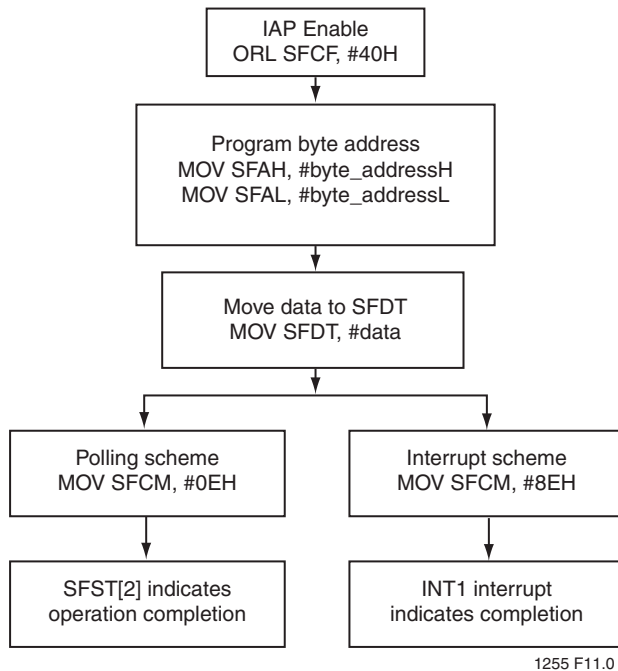 IAP Enable
ORL SFCF, #40H
Program byte address
MOV SFAH, #byte_addressH
MOV SFAL, #byte_addressL
Move data to SFDT
MOV SFDT, #data
Polling scheme
MOV SFCM, #0EH
Interrupt scheme
MOV SFCM, #8EH
SFST[2] indicates
operation completion
INT1 interrupt
indicates completion
1255 F11.0